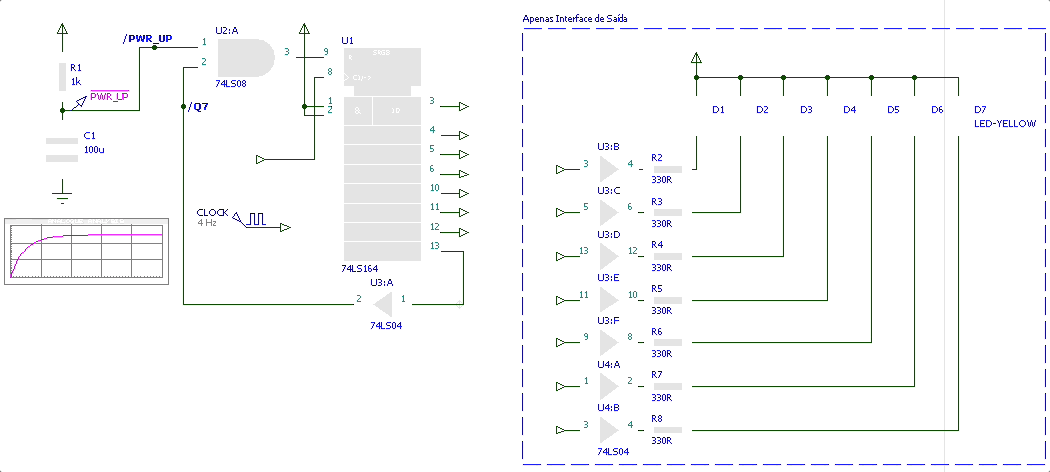 Apenas Interface de Saída
U2:A
/PWR_UP
1
2
3
74LS08
/Q7
R1
1k
PWR_UP
C1
100u
U1
9
8
1
2
SRG8
R
C1/->
&
1D
3
4
5
6
10
11
12
13
74LS164
CLOCK
4 Hz
U3:A
2
1
74LS04
D1
D2
D3
D4
D5
D6
D7
LED-YELLOW
U3:B
3
4
R2
330R
U3:C
5
6
R3
330R
U3:D
13
12
R4
330R
U3:E
11
10
R5
330R
U3:F
9
8
R6
330R
U4:A
1
2
R7
330R
U4:B
3
4
R8
330R
74LS04